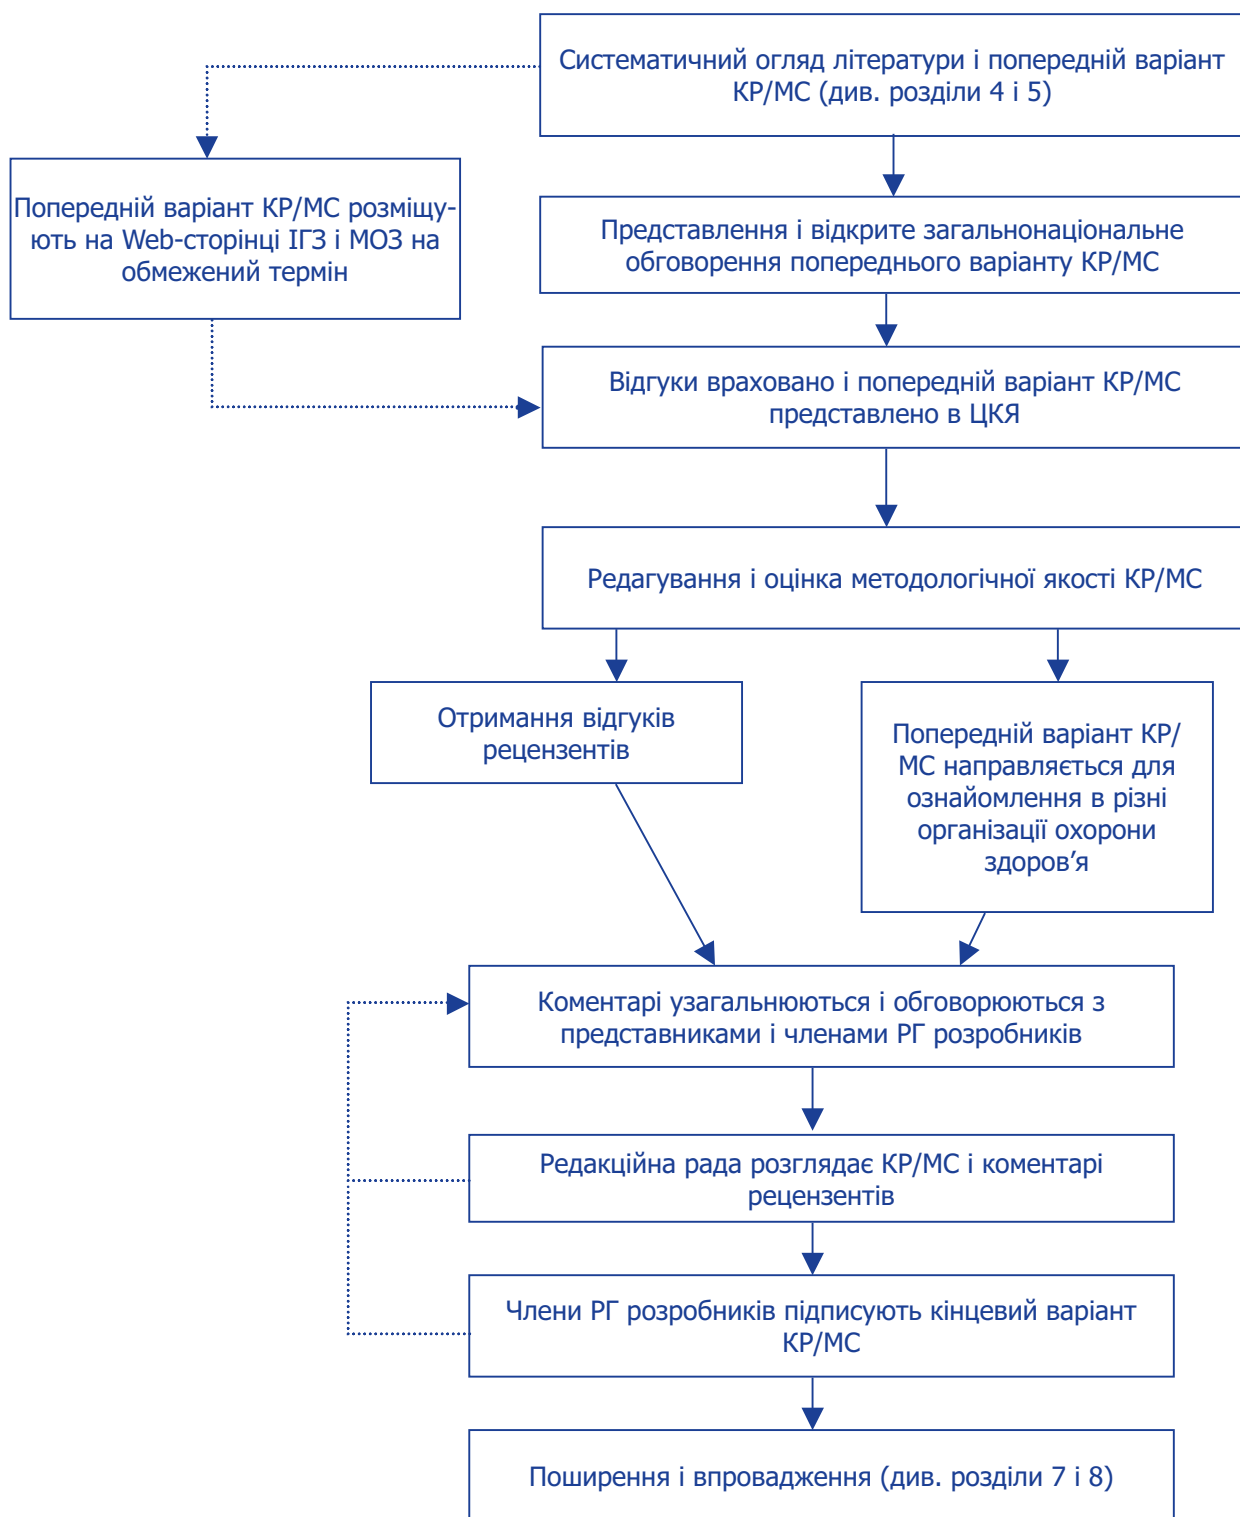 Систематичний огляд літератури і попередній варіант
КР/МС (див. розділи 4 і 5)
Попередній варіант КР/МС розміщу-
ють на Web-сторінці ІГЗ і МОЗ на
обмежений термін
Представлення і відкрите загальнонаціональне
обговорення попереднього варіанту КР/МС
Відгуки враховано і попередній варіант КР/МС
представлено в ЦКЯ
Редагування і оцінка методологічної якості КР/МС
Отримання відгуків
рецензентів
Попередній варіант КР/
МС направляється для
ознайомлення в різні
організації охорони
здоров’я
Коментарі узагальнюються і обговорюються з
представниками і членами РГ розробників
Редакційна рада розглядає КР/МС і коментарі
рецензентів
Члени РГ розробників підписують кінцевий варіант
КР/МС
Поширення і впровадження (див. розділи 7 і 8)